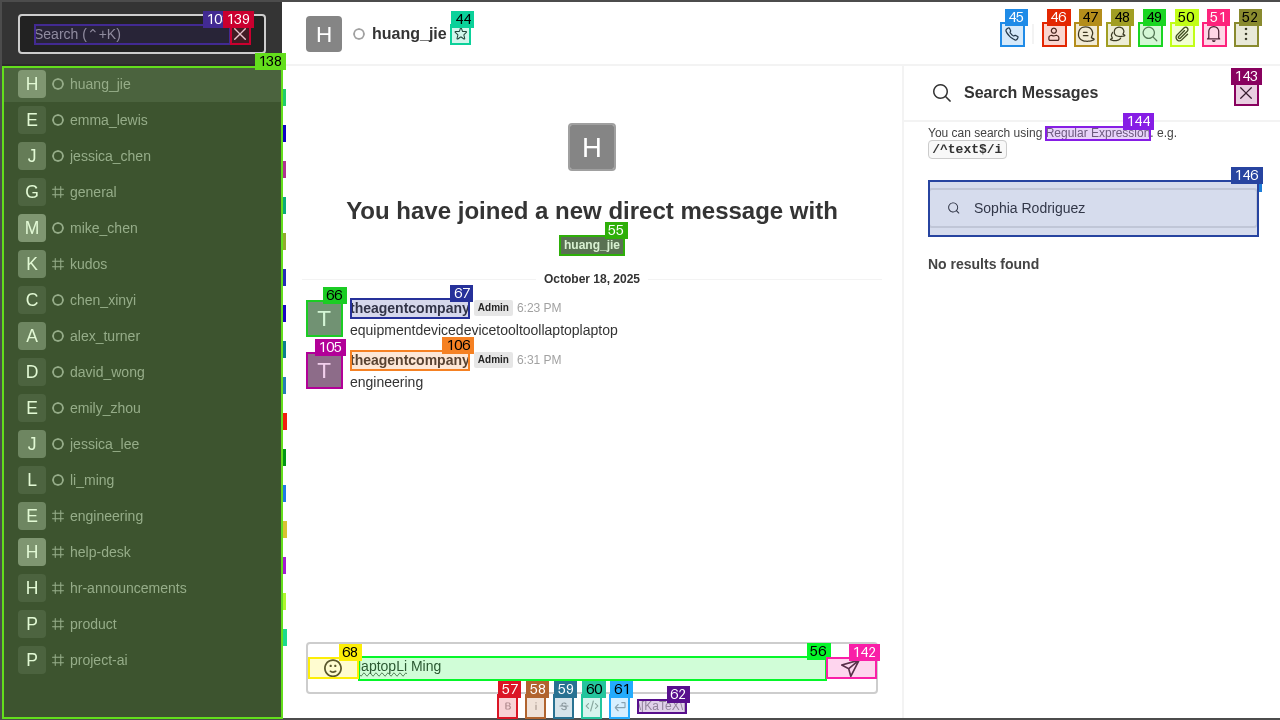 Search (⌃+K)
10
139
138
H huang_jie
E emma_lewis
J jessica_chen
G general
M mike_chen
K kudos
C chen_xinyi
A alex_turner
D david_wong
E emily_zhou
J jessica_lee
L li_ming
E engineering
H help-desk
H hr-announcements
P product
P project-ai
H huang_jie
44
45 46 47 48 49 50 51 52
H
You have joined a new direct message with
55
huang_jie
October 18, 2025
66 67
T theagentcompany Admin 6:23 PM
equipmentdevicedevicetooltoollaptoplaptop
105 106
T theagentcompany Admin 6:31 PM
engineering
68 56 142
aptopLi Ming
57 58 59 60 61 62
B i S </> [KaTeX]
Search Messages
143
144
You can search using Regular Expression. e.g.
/^text$/i
146
Sophia Rodriguez
No results found